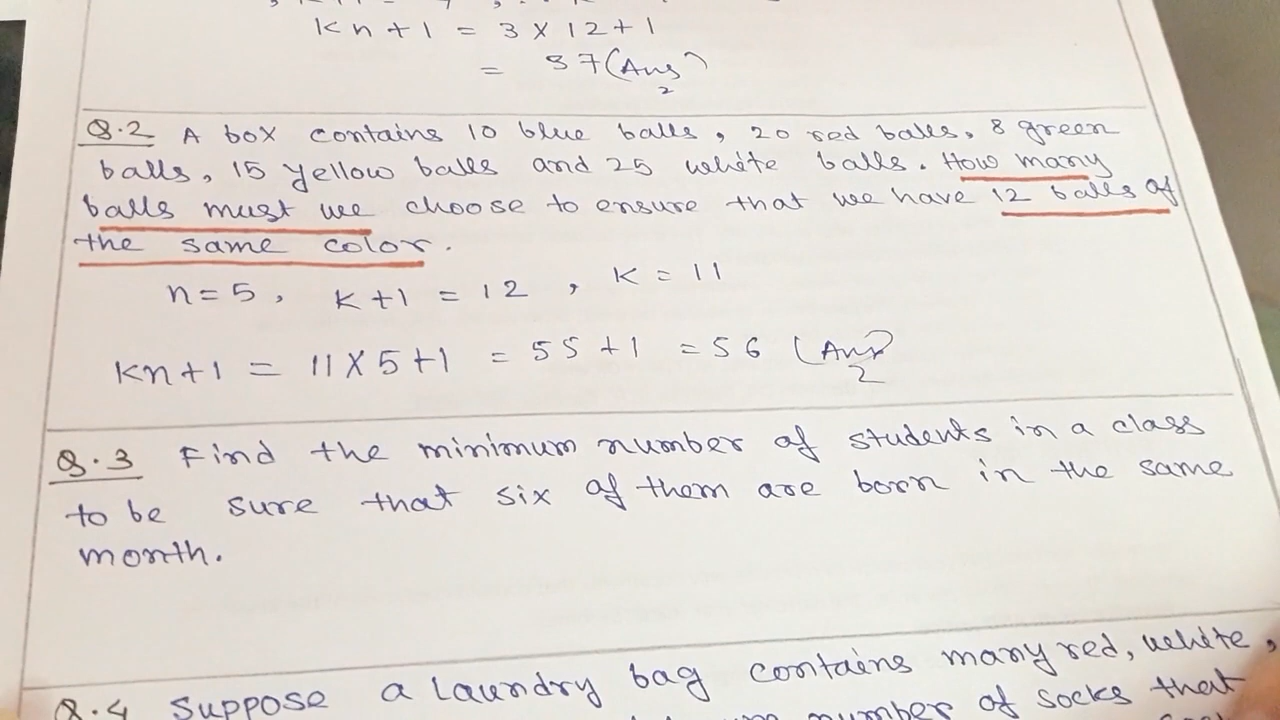 kn+1 = 3 × 12+1
= 37 (Ans)
Q.2 A box contains 10 blue balls, 20 red balls, 8 green
balls, 15 yellow balls and 25 white balls. How many
balls must we choose to ensure that we have 12 balls of
the same color.
n=5, k+1 = 12, k = 11
kn+1 = 11×5+1 = 55+1 = 56 (Ans)
Q.3 Find the minimum number of students in a class
to be sure that six of them are born in the same
month.
Q.4 Suppose a laundry bag contains many red, white,
number of socks that